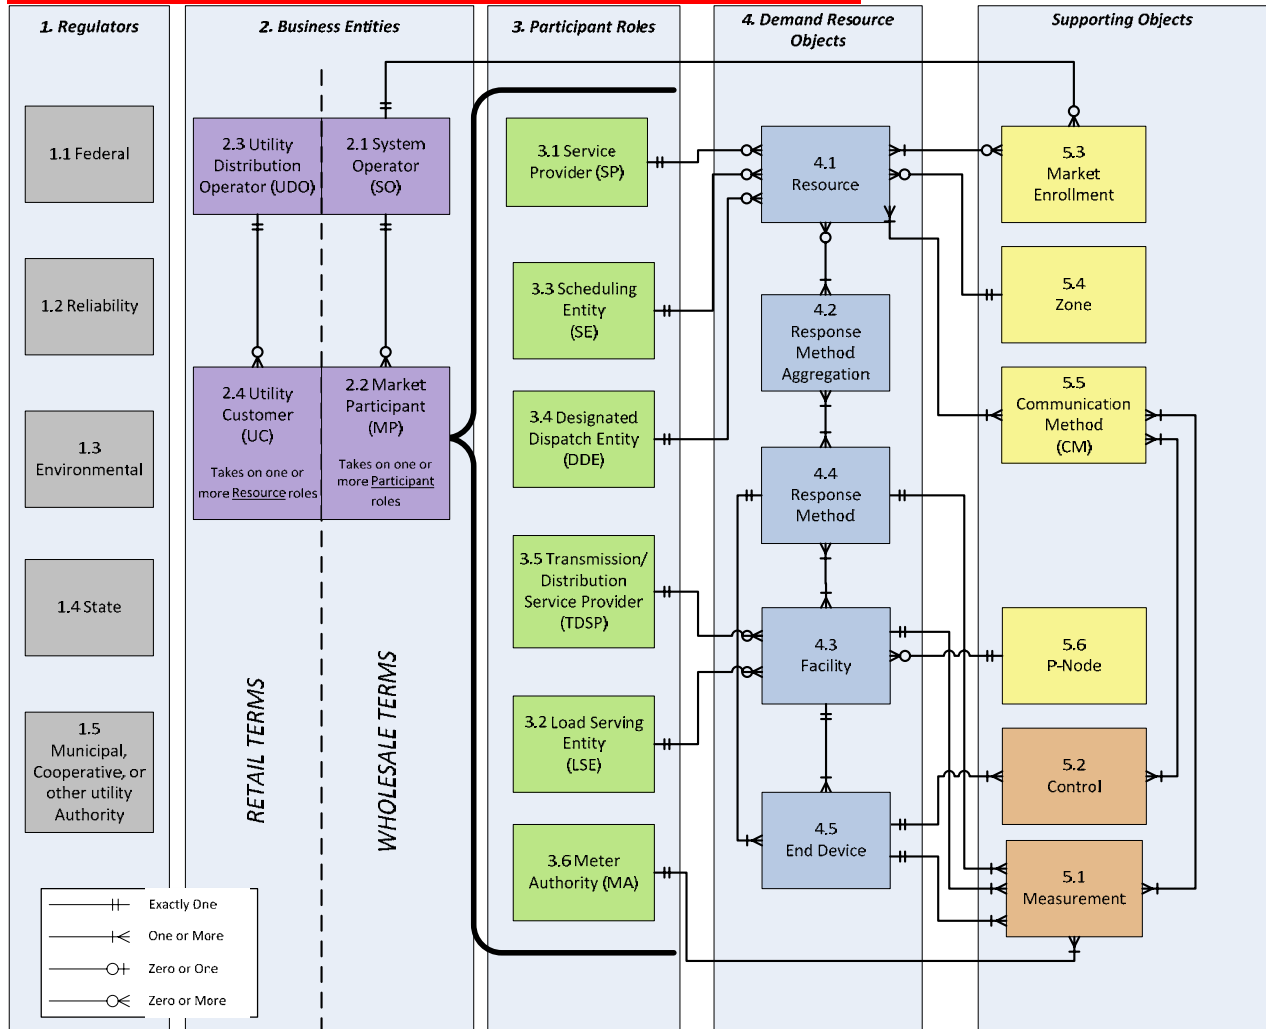 1. Regulators
2. Business Entities
3. Participant Roles
4. Demand Resource
Objects
Supporting Objects
1.1 Federal
1.2 Reliability
1.3
Environmental
1.4 State
1.5
Municipal,
Cooperative, or
other utility
Authority
2.3 Utility
Distribution
Operator (UDO)
2.1 System
Operator
(SO)
2.4 Utility
Customer
(UC)
Takes on one or
more Resource roles
2.2 Market
Participant
(MP)
Takes on one or
more Participant
roles
RETAIL TERMS
WHOLESALE TERMS
3.1 Service
Provider (SP)
3.3 Scheduling
Entity
(SE)
3.4 Designated
Dispatch Entity
(DDE)
3.5 Transmission/
Distribution
Service Provider
(TDSP)
3.2 Load Serving
Entity
(LSE)
3.6 Meter
Authority (MA)
4.1
Resource
4.2
Response
Method
Aggregation
4.4
Response
Method
4.3
Facility
4.5
End Device
5.3
Market
Enrollment
5.4
Zone
5.5
Communication
Method
(CM)
5.6
P-Node
5.2
Control
5.1
Measurement
Exactly One
One or More
Zero or One
Zero or More